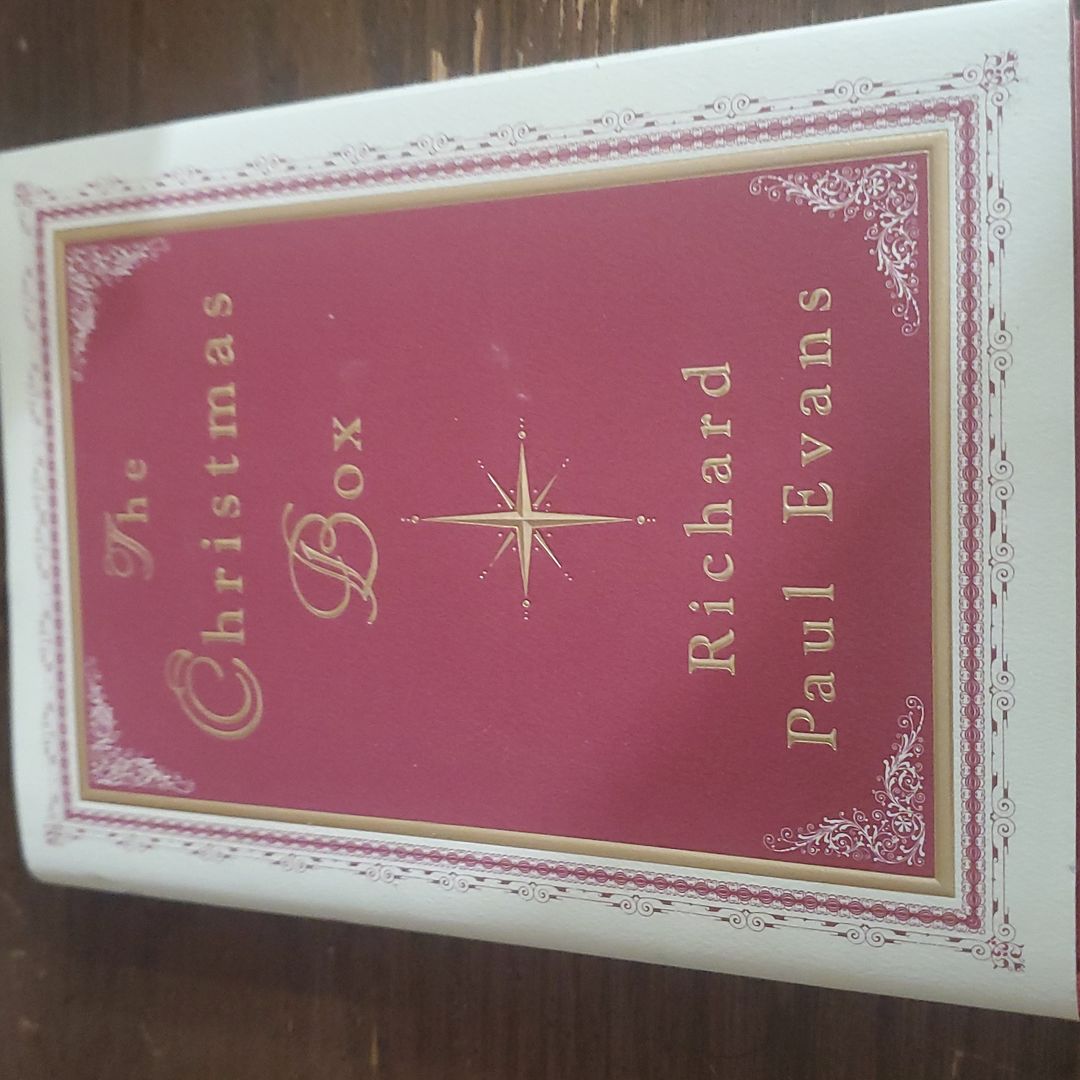 The
Christmas
Box
Richard
Paul Evans